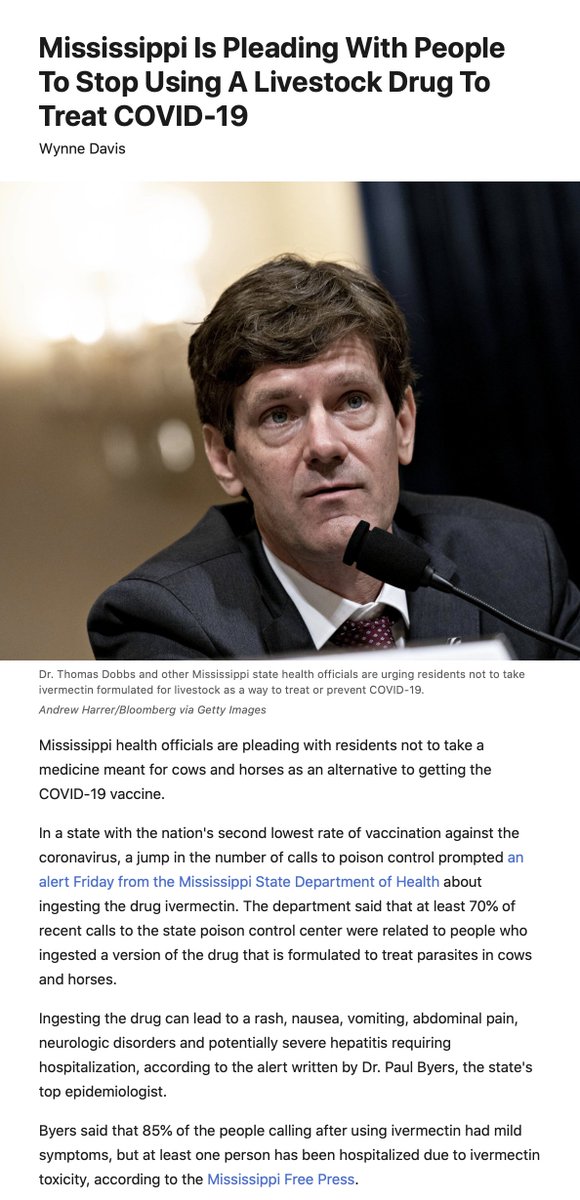 Mississippi Is Pleading With People
To Stop Using A Livestock Drug To
Treat COVID-19
Wynne Davis
Dr. Thomas Dobbs and other Mississippi state health officials are urging residents not to take
ivermectin formulated for livestock as a way to treat or prevent COVID-19.
Andrew Harrer/Bloomberg via Getty Images
Mississippi health officials are pleading with residents not to take a
medicine meant for cows and horses as an alternative to getting the
COVID-19 vaccine.
In a state with the nation's second lowest rate of vaccination against the
coronavirus, a jump in the number of calls to poison control prompted an
alert Friday from the Mississippi State Department of Health about
ingesting the drug ivermectin. The department said that at least 70% of
recent calls to the state poison control center were related to people who
ingested a version of the drug that is formulated to treat parasites in cows
and horses.
Ingesting the drug can lead to a rash, nausea, vomiting, abdominal pain,
neurologic disorders and potentially severe hepatitis requiring
hospitalization, according to the alert written by Dr. Paul Byers, the state's
top epidemiologist.
Byers said that 85% of the people calling after using ivermectin had mild
symptoms, but at least one person has been hospitalized due to ivermectin
toxicity, according to the Mississippi Free Press.